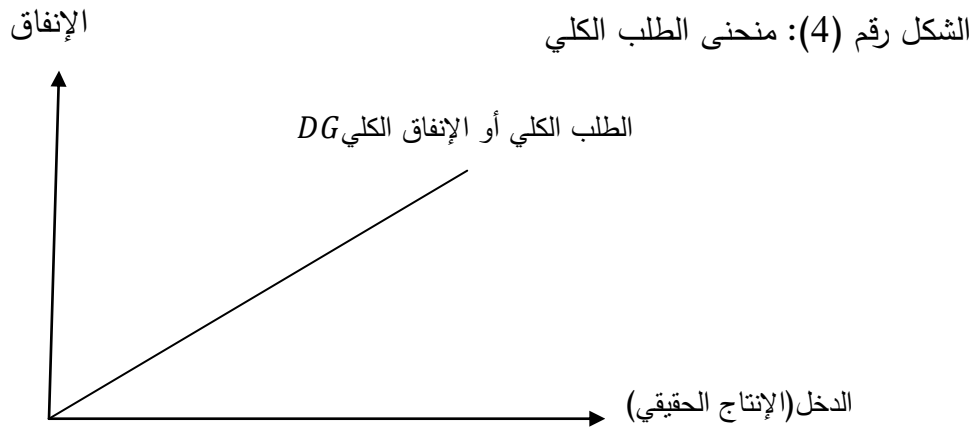 الشكل رقم (4): منحنى الطلب الكلي
الإنفاق
الطلب الكلي أو الإنفاق الكلي DG
الدخل(الإنتاج الحقيقي)